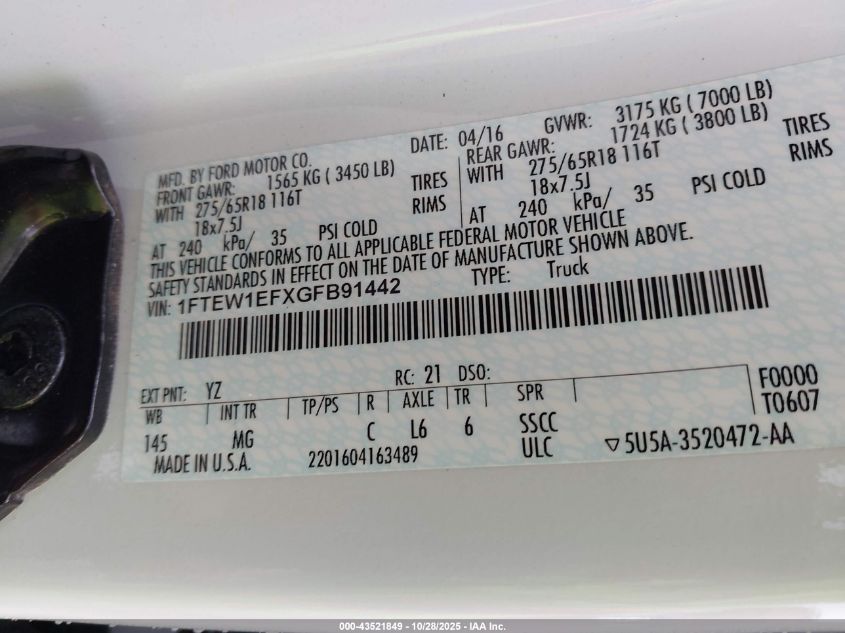 MFD. BY FORD MOTOR CO.
DATE: 04/16 GVWR: 3175 KG ( 7000 LB)
FRONT GAWR: 1565 KG ( 3450 LB)
REAR GAWR: 1724 KG ( 3800 LB)
WITH 275/65R18 116T TIRES
WITH 275/65R18 116T TIRES
18x7.5J RIMS
18x7.5J RIMS
AT 240 kPa/ 35 PSI COLD
AT 240 kPa/ 35 PSI COLD
THIS VEHICLE CONFORMS TO ALL APPLICABLE FEDERAL MOTOR VEHICLE
SAFETY STANDARDS IN EFFECT ON THE DATE OF MANUFACTURE SHOWN ABOVE.
VIN: 1FTEW1EFXGFB91442 TYPE: Truck
EXT PNT: YZ RC: 21 DSO: F0000
WB INT TR TP/PS R AXLE TR SPR T0607
145 MG C L6 6 SSCC
MADE IN U.S.A. 2201604163489 ULC ▽5U5A-3520472-AA
000-43521849 - 10/28/2025 - IAA Inc.